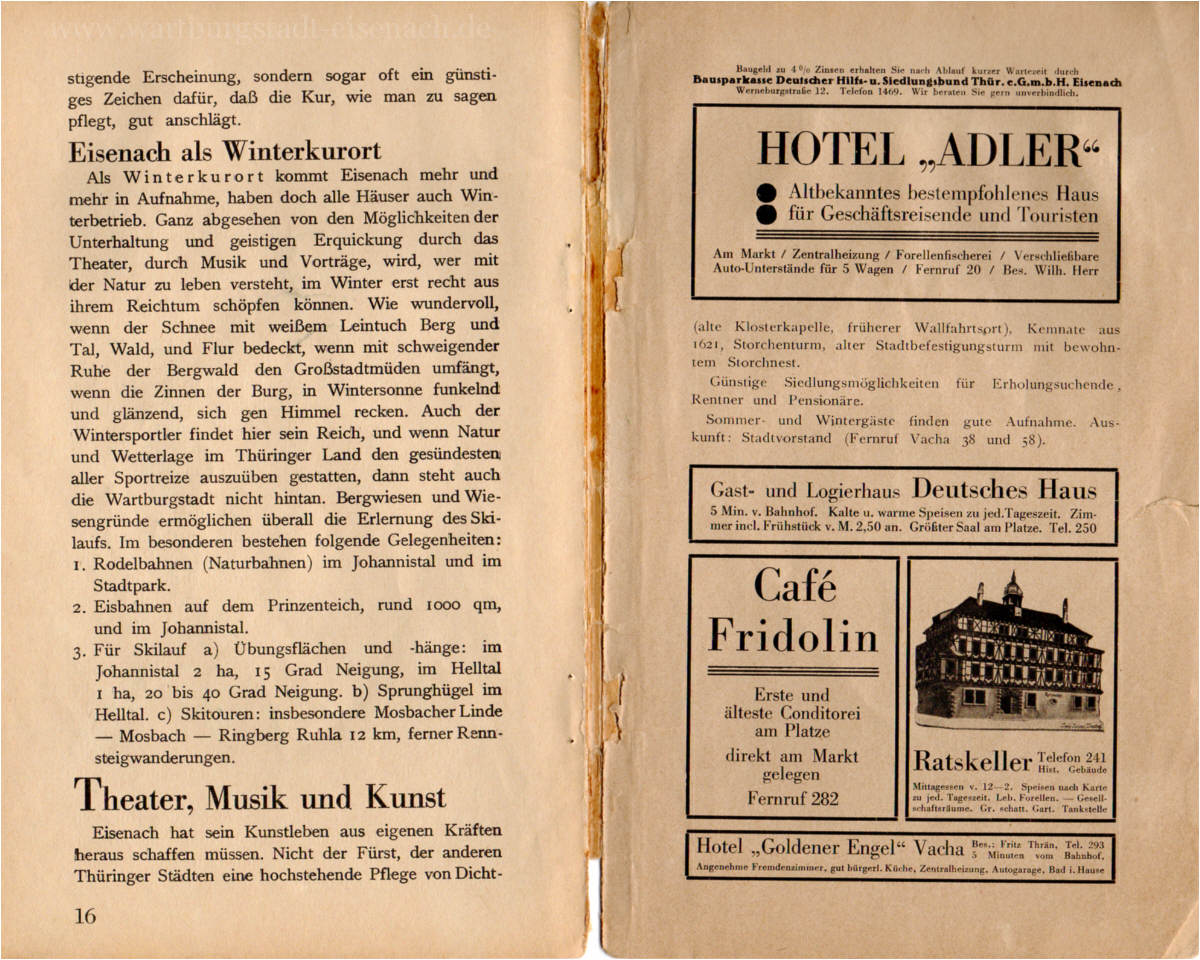 www.wartburgstadt-eisenach.de
stigende Erscheinung, sondern sogar oft ein günsti-
ges Zeichen dafür, daß die Kur, wie man zu sagen
pflegt, gut anschlägt.
Eisenach als Winterkurort
Als Winterkurort kommt Eisenach mehr und
mehr in Aufnahme, haben doch alle Häuser auch Win-
terbetrieb. Ganz abgesehen von den Möglichkeiten der
Unterhaltung und geistigen Erquickung durch das
Theater, durch Musik und Vorträge, wird, wer mit
der Natur zu leben versteht, im Winter erst recht aus
ihrem Reichtum schöpfen können. Wie wundervoll,
wenn der Schnee mit weißem Leintuch Berg und
Tal, Wald, und Flur bedeckt, wenn mit schweigender
Ruhe der Bergwald den Großstadtmüden umfängt,
wenn die Zinnen der Burg, in Wintersonne funkelnd
und glänzend, sich gen Himmel recken. Auch der
Wintersportler findet hier sein Reich, und wenn Natur
und Wetterlage im Thüringer Land den gesündesten
aller Sportreize auszuüben gestatten, dann steht auch
die Wartburgstadt nicht hintan. Bergwiesen und Wie-
sengründe ermöglichen überall die Erlernung des Ski-
laufs. Im besonderen bestehen folgende Gelegenheiten:
1. Rodelbahnen (Naturbahnen) im Johannistal und im
Stadtpark.
2. Eisbahnen auf dem Prinzenteich, rund 1000 qm,
und im Johannistal.
3. Für Skilauf a) Übungsflächen und -hänge: im
Johannistal 2 ha, 15 Grad Neigung, im Helltal
1 ha, 20 bis 40 Grad Neigung. b) Sprunghügel im
Helltal. c) Skitouren: insbesondere Mosbacher Linde
— Mosbach — Ringberg Ruhla 12 km, ferner Renn-
steigwanderungen.
Theater, Musik und Kunst
Eisenach hat sein Kunstleben aus eigenen Kräften
heraus schaffen müssen. Nicht der Fürst, der anderen
Thüringer Städten eine hochstehende Pflege von Dicht-
16
Baugeld zu 4% Zinsen erhalten Sie nach Ablauf kurzer Wartezeit durch
Bausparkasse Deutscher Hilfs- u. Siedlungsbund Thür. e.G.m.b.H. Eisenach
Werneburgstraße 12. Telefon 1469. Wir beraten Sie gern unverbindlich.
HOTEL „ADLER“
● Altbekanntes bestempfohlenes Haus
● für Geschäftsreisende und Touristen
Am Markt / Zentralheizung / Forellenfischerei / Verschließbare
Auto-Unterstände für 5 Wagen / Fernruf 20 / Bes. Wilh. Herr
(alte Klosterkapelle, früherer Wallfahrtsort), Kemnate aus
1621, Storchenturm, alter Stadtbefestigungsturm mit bewohn-
tem Storchnest.
Günstige Siedlungsmöglichkeiten für Erholungsuchende,
Rentner und Pensionäre.
Sommer- und Wintergäste finden gute Aufnahme. Aus-
kunft: Stadtvorstand (Fernruf Vacha 38 und 58).
Gast- und Logierhaus Deutsches Haus
5 Min. v. Bahnhof. Kalte u. warme Speisen zu jed. Tageszeit. Zim-
mer incl. Frühstück v. M. 2,50 an. Größter Saal am Platze. Tel. 250
Café
Fridolin
Erste und
älteste Conditorei
am Platze
direkt am Markt
gelegen
Fernruf 282
Ratskeller Telefon 241
Hist. Gebäude
Mittagessen v. 12—2. Speisen nach Karte
zu jed. Tageszeit. Leb. Forellen. — Gesell-
schaftsräume. Gr. schatt. Gart. Tankstelle
Hotel „Goldener Engel“ Vacha Bes.: Fritz Thrän, Tel. 293
5 Minuten vom Bahnhof.
Angenehme Fremdenzimmer, gut bürgerl. Küche, Zentralheizung, Autogarage, Bad i. Hause